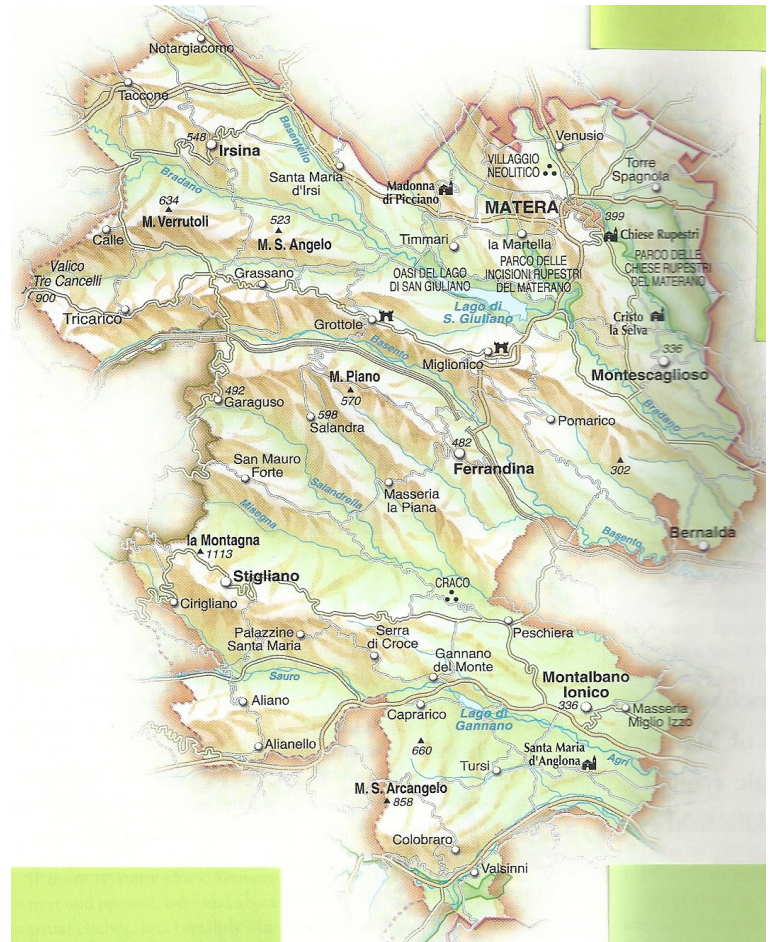 Notargiacomo
Taccone
548
Irsina
Basentello
Venusio
VILLAGGIO
NEOLITICO
Torre
Spagnola
Santa Maria
d'Irsi
Bradano
Madonna
di Picciano
MATERA
399
634
M. Verrutoli
523
M. S. Angelo
Calle
Timmari
la Martella
Chiese Rupestri
PARCO DELLE
CHIESE RUPESTRI
DEL MATERANO
Valico
Tre Cancelli
900
Grassano
OASI DEL LAGO
DI SAN GIULIANO
PARCO DELLE
INCISIONI RUPESTRI
DEL MATERANO
Lago di
S. Giuliano
Tricarico
Grottole
Cristo
la Selva
Basento
Miglionico
336
Montescaglioso
M. Piano
570
492
Garaguso
598
Salandra
Bradano
Pomarico
482
Ferrandina
302
San Mauro
Forte
Salandrella
Masseria
la Piana
Misegna
Basento
Bernalda
la Montagna
1113
Stigliano
CRACO
Cirigliano
Peschiera
Palazzine
Santa Maria
Serra
di Croce
Gannano
del Monte
Sauro
Montalbano
Ionico
336
Aliano
Caprarico
Lago di
Gannano
Masseria
Miglio Izzo
Alianello
660
Santa Maria
d'Anglona
Agri
Tursi
M. S. Arcangelo
858
Colobraro
Valsinni